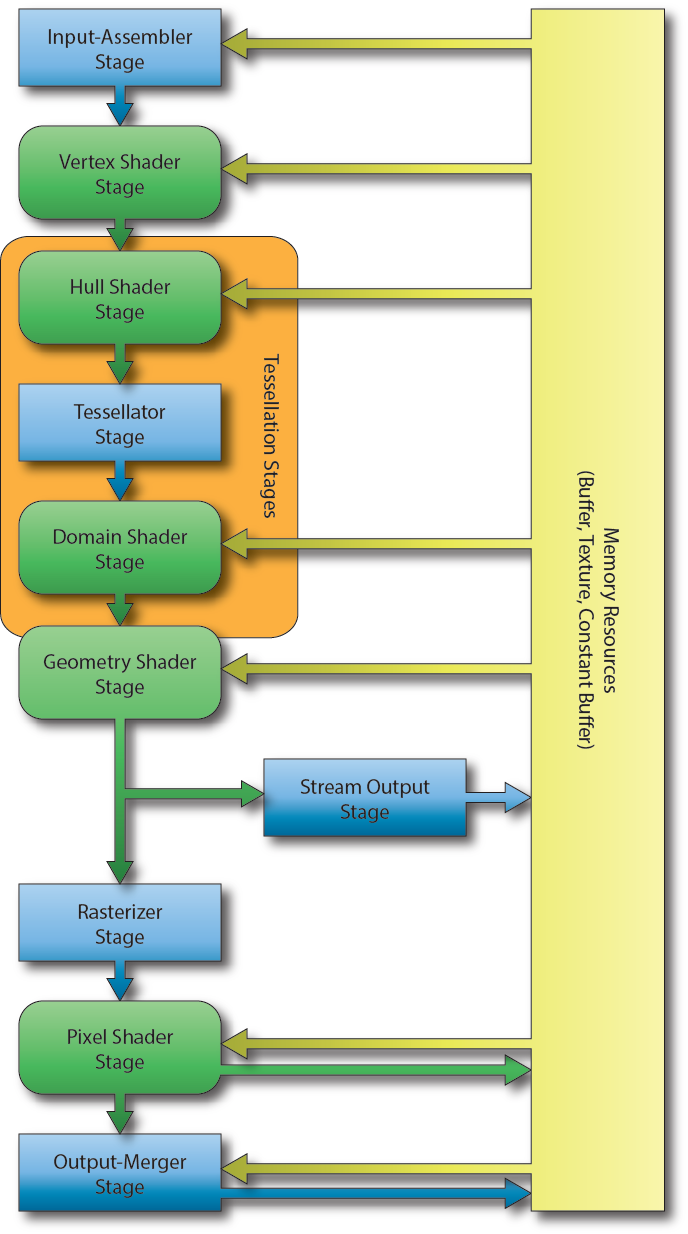 Input-Assembler
Stage
Vertex Shader
Stage
Hull Shader
Stage
Tessellator
Stage
Domain Shader
Stage
Tessellation Stages
Geometry Shader
Stage
Stream Output
Stage
Rasterizer
Stage
Pixel Shader
Stage
Output-Merger
Stage
Memory Resources
(Buffer, Texture, Constant Buffer)